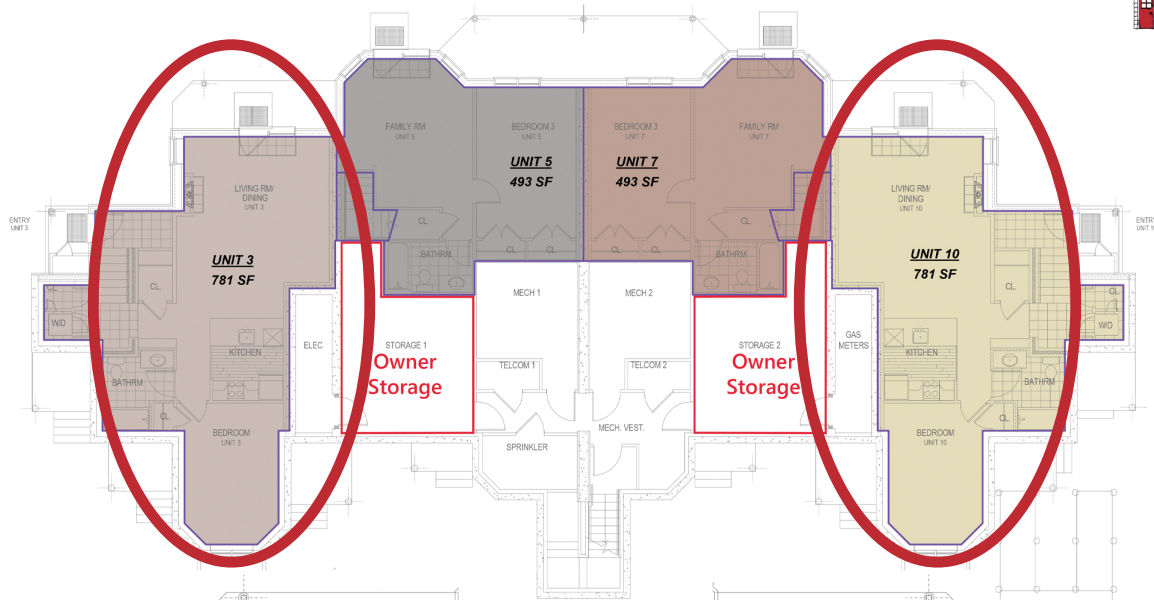 FAMILY RM
UNIT 5
BEDROOM 3
UNIT 5
BEDROOM 3
UNIT 7
FAMILY RM
UNIT 7
UNIT 5
493 SF
UNIT 7
493 SF
LIVING RM/
DINING
UNIT 3
LIVING RM/
DINING
UNIT 10
ENTRY
UNIT 3
CL.
CL.
ENTRY
BATHRM
CL.
CL.
CL.
CL.
BATHRM
UNIT 3
781 SF
UNIT 10
781 SF
CL.
CL.
CL.
CL.
MECH 1
MECH 2
W/D
W/D
ELEC
STORAGE 1
Owner
Storage
STORAGE 2
Owner
Storage
GAS
METERS
KITCHEN
KITCHEN
TELCOM 1
TELCOM 2
BATHRM
BATHRM
CL.
CL.
BEDROOM
UNIT 3
SPRINKLER
MECH. VEST.
BEDROOM
UNIT 10